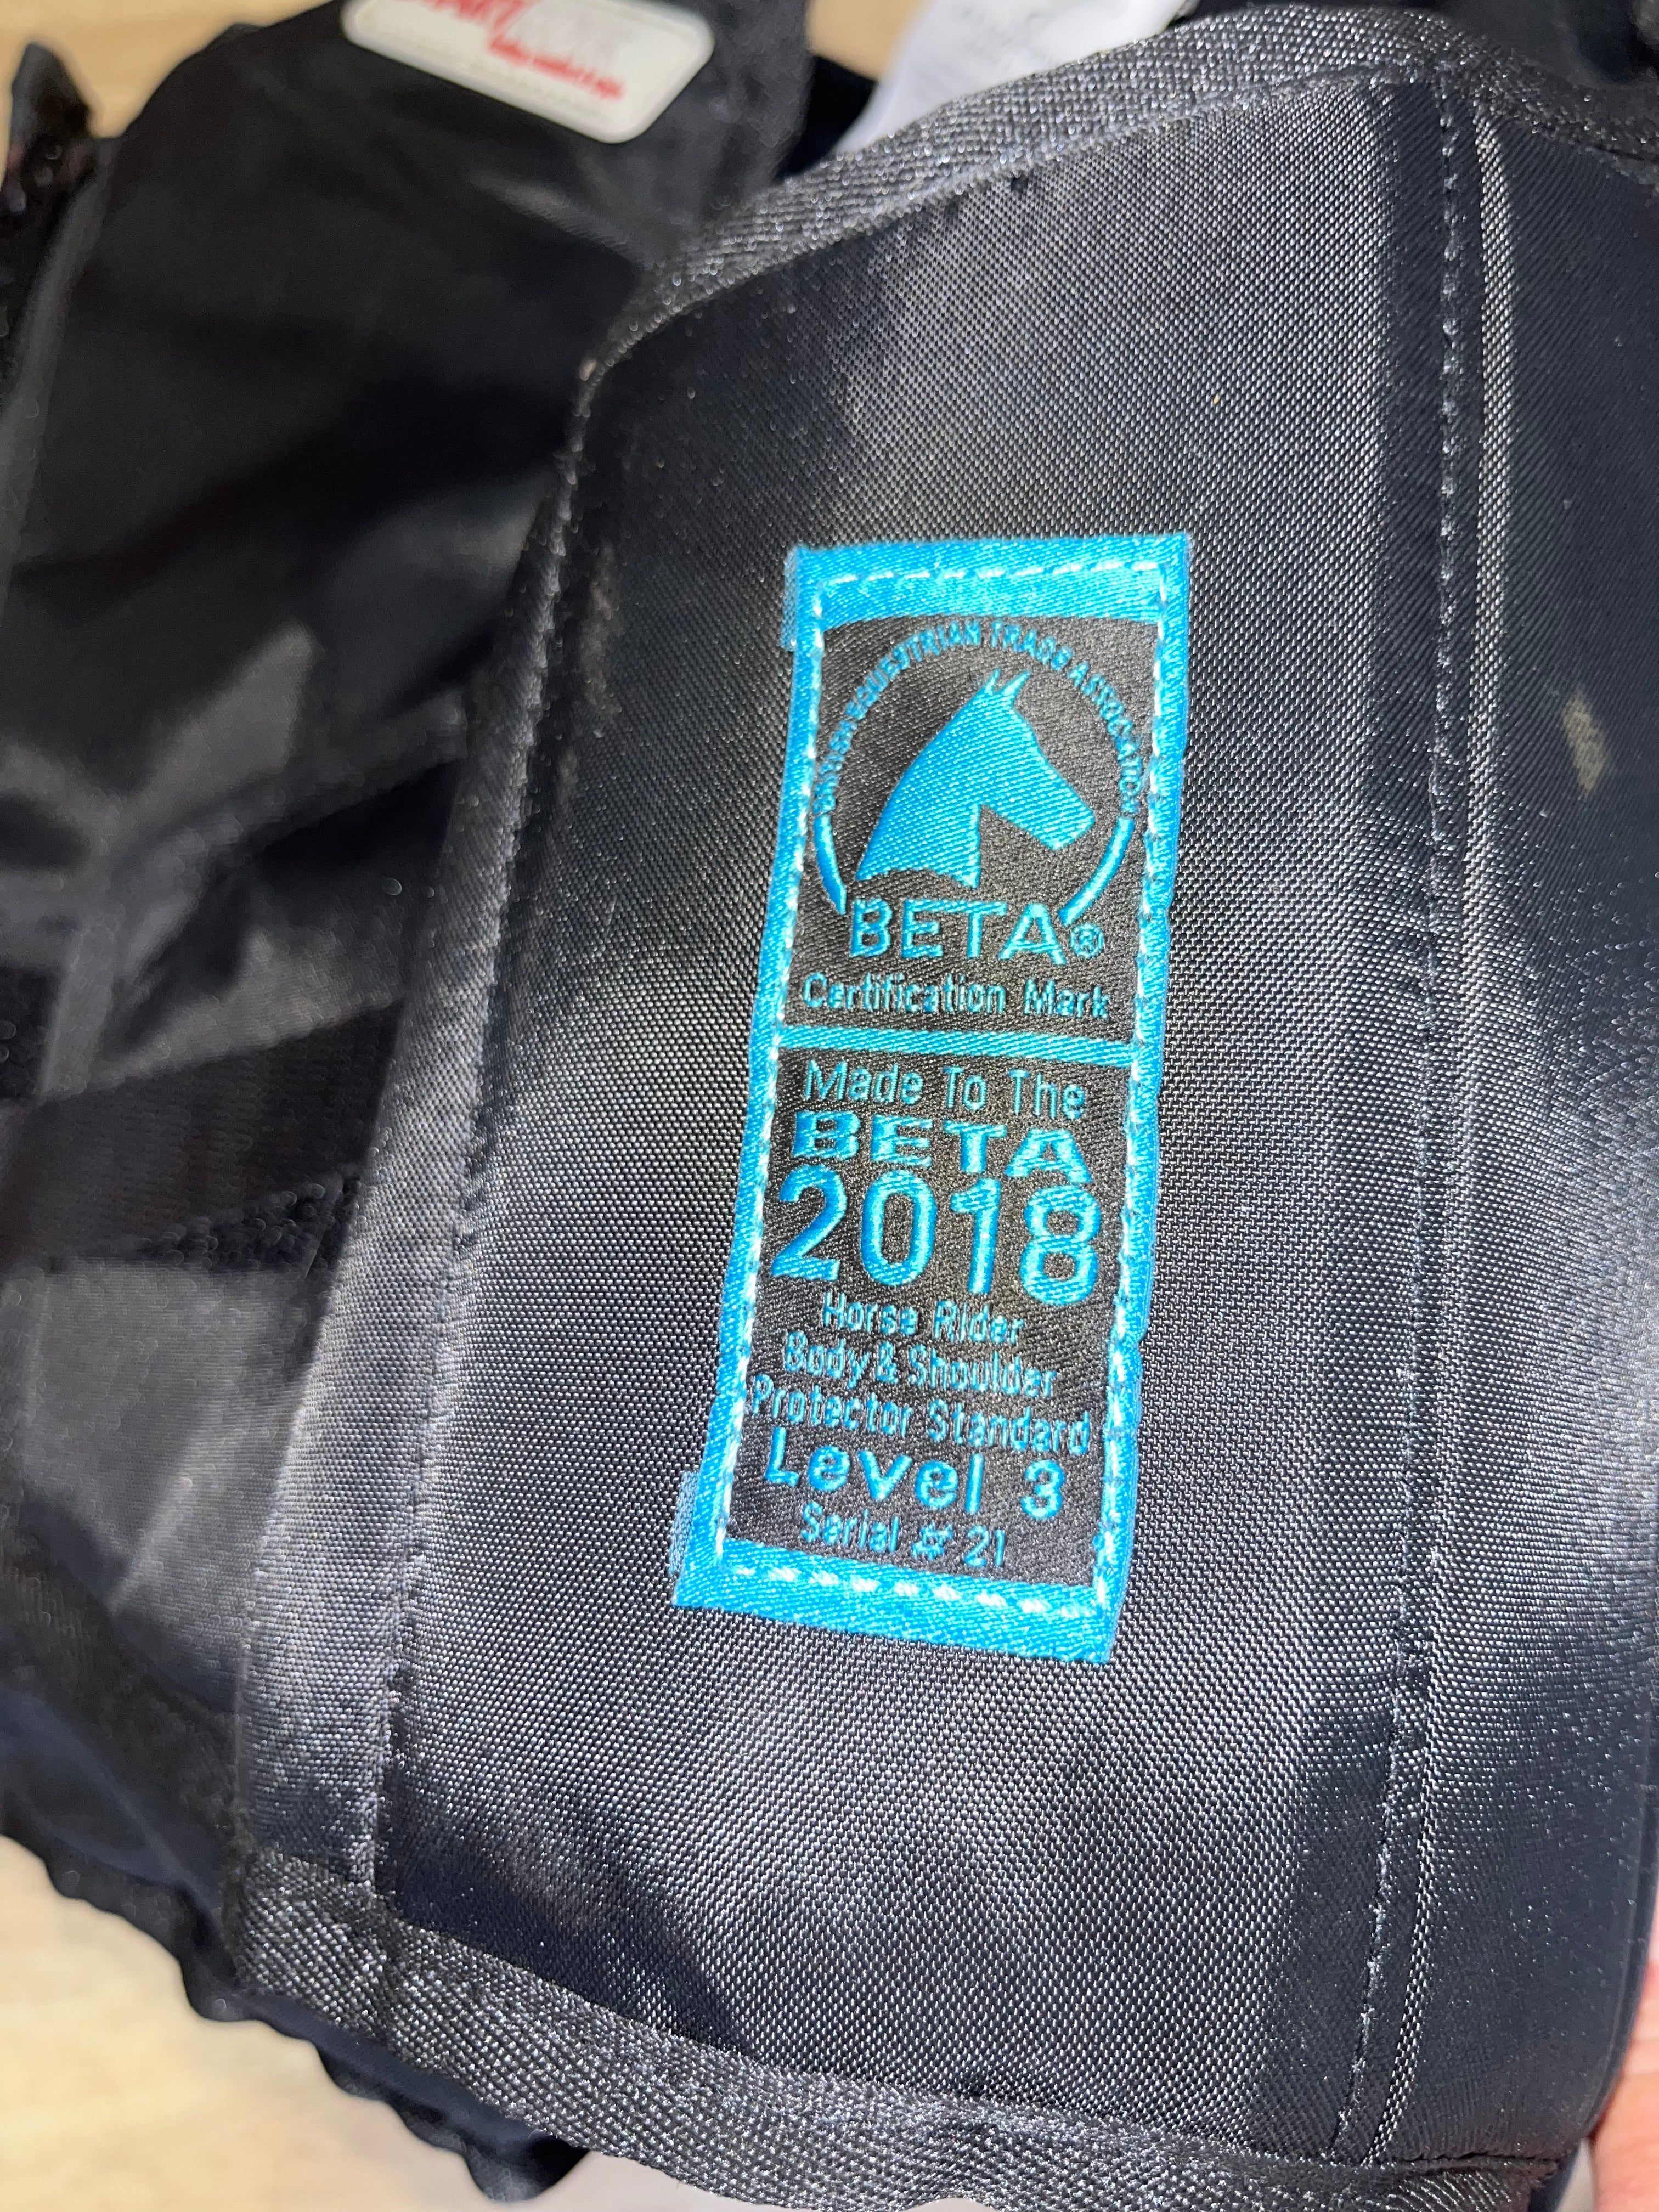 BRITISH EQUESTRIAN TRADE ASSOCIATION
BETA®
Certification Mark
Made To The
BETA
2018
Horse Rider
Body & Shoulder
Protector Standard
Level 3
Serial # 21